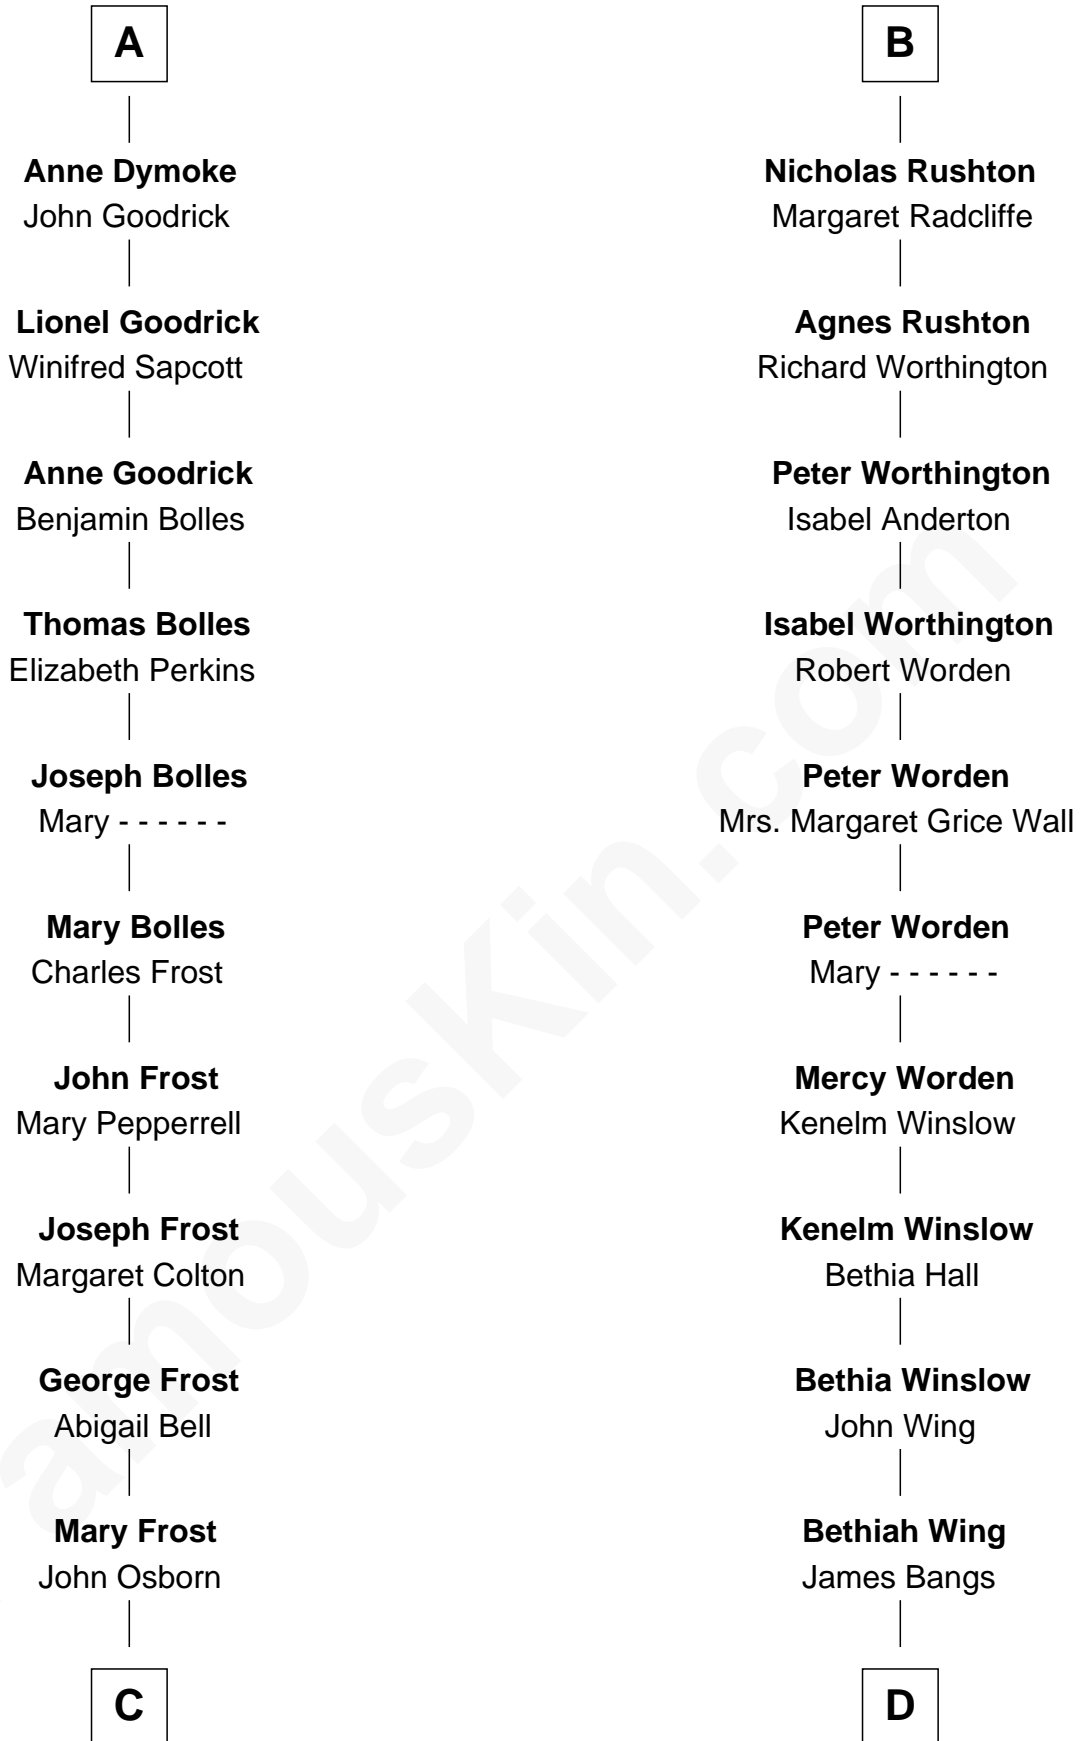 A
Anne Dymoke
John Goodrick
Lionel Goodrick
Winifred Sapcott
Anne Goodrick
Benjamin Bolles
Thomas Bolles
Elizabeth Perkins
Joseph Bolles
Mary - - - - - -
Mary Bolles
Charles Frost
John Frost
Mary Pepperrell
Joseph Frost
Margaret Colton
George Frost
Abigail Bell
Mary Frost
John Osborn
C
B
Nicholas Rushton
Margaret Radcliffe
Agnes Rushton
Richard Worthington
Peter Worthington
Isabel Anderton
Isabel Worthington
Robert Worden
Peter Worden
Mrs. Margaret Grice Wall
Peter Worden
Mary - - - - - -
Mercy Worden
Kenelm Winslow
Kenelm Winslow
Bethia Hall
Bethia Winslow
John Wing
Bethiah Wing
James Bangs
D
amousKin.com